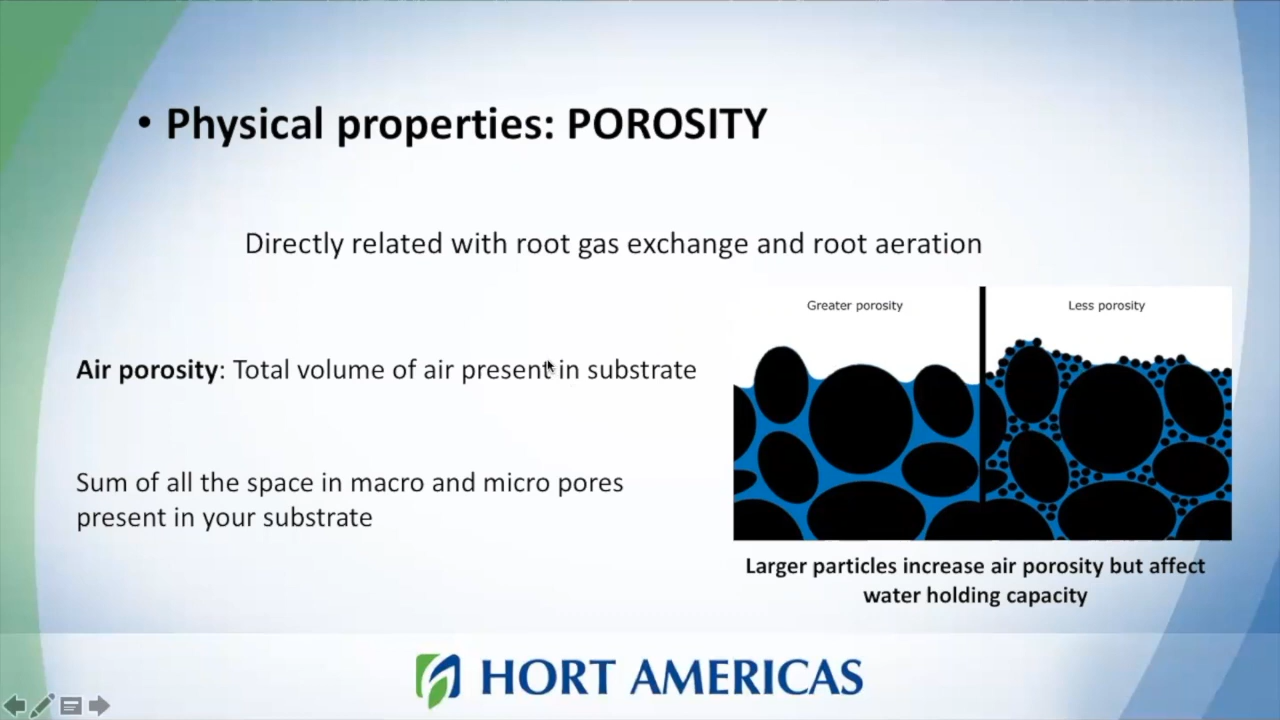 • Physical properties: POROSITY
Directly related with root gas exchange and root aeration
Air porosity: Total volume of air present in substrate
Sum of all the space in macro and micro pores
present in your substrate
Greater porosity
Less porosity
Larger particles increase air porosity but affect
water holding capacity
HORT AMERICAS